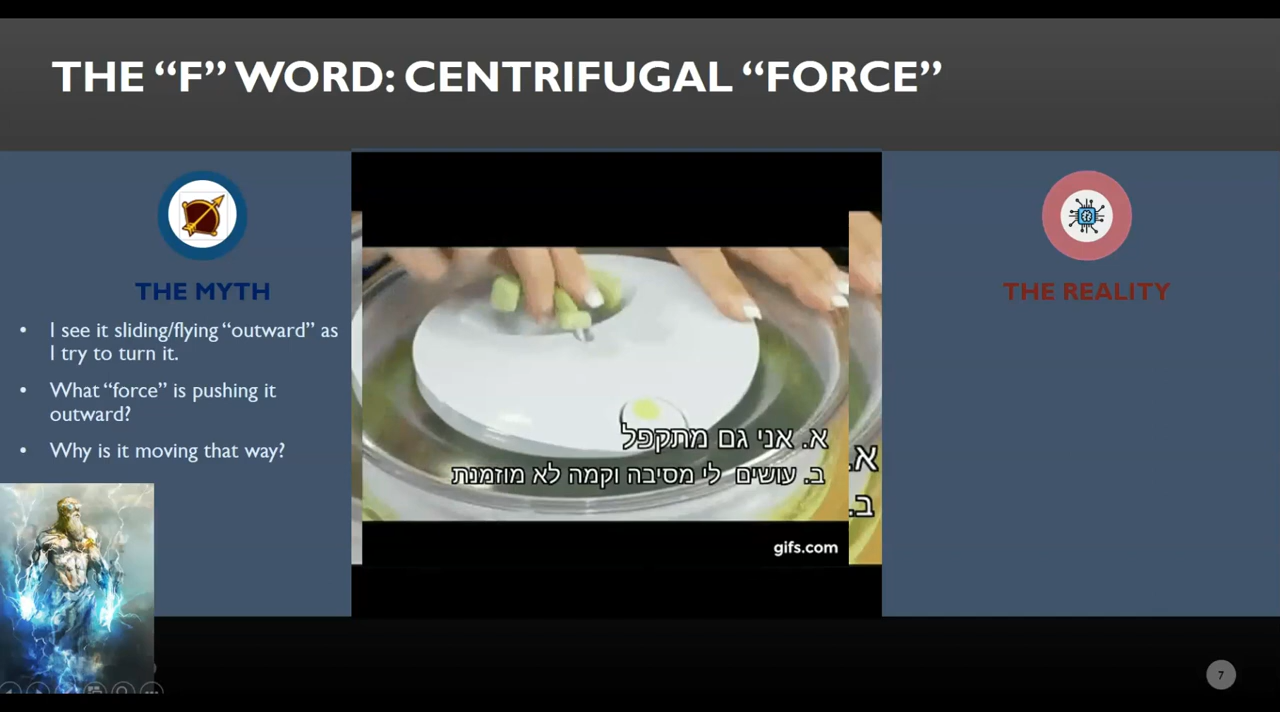 THE “F” WORD: CENTRIFUGAL “FORCE”
THE MYTH
• I see it sliding/flying “outward” as
I try to turn it.
• What “force” is pushing it
outward?
• Why is it moving that way?
א. אני גם מתקפל
ב. עושים לי מסיבה וקמה לא מוזמנת
א.
ב.
gifs.com
THE REALITY
7